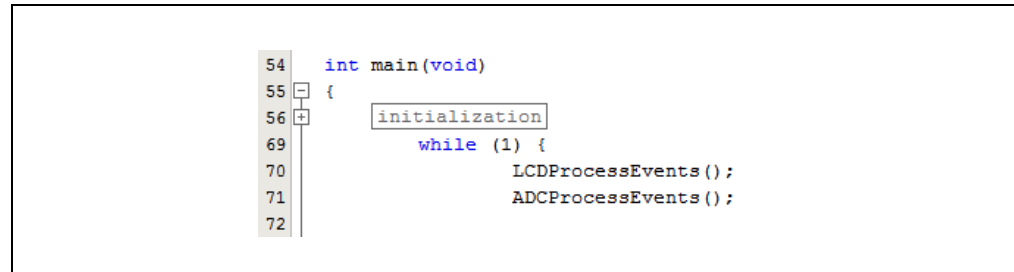 54 int main(void)
55 {
56 initialization
69 while (1) {
70 LCDProcessEvents();
71 ADCProcessEvents();
72